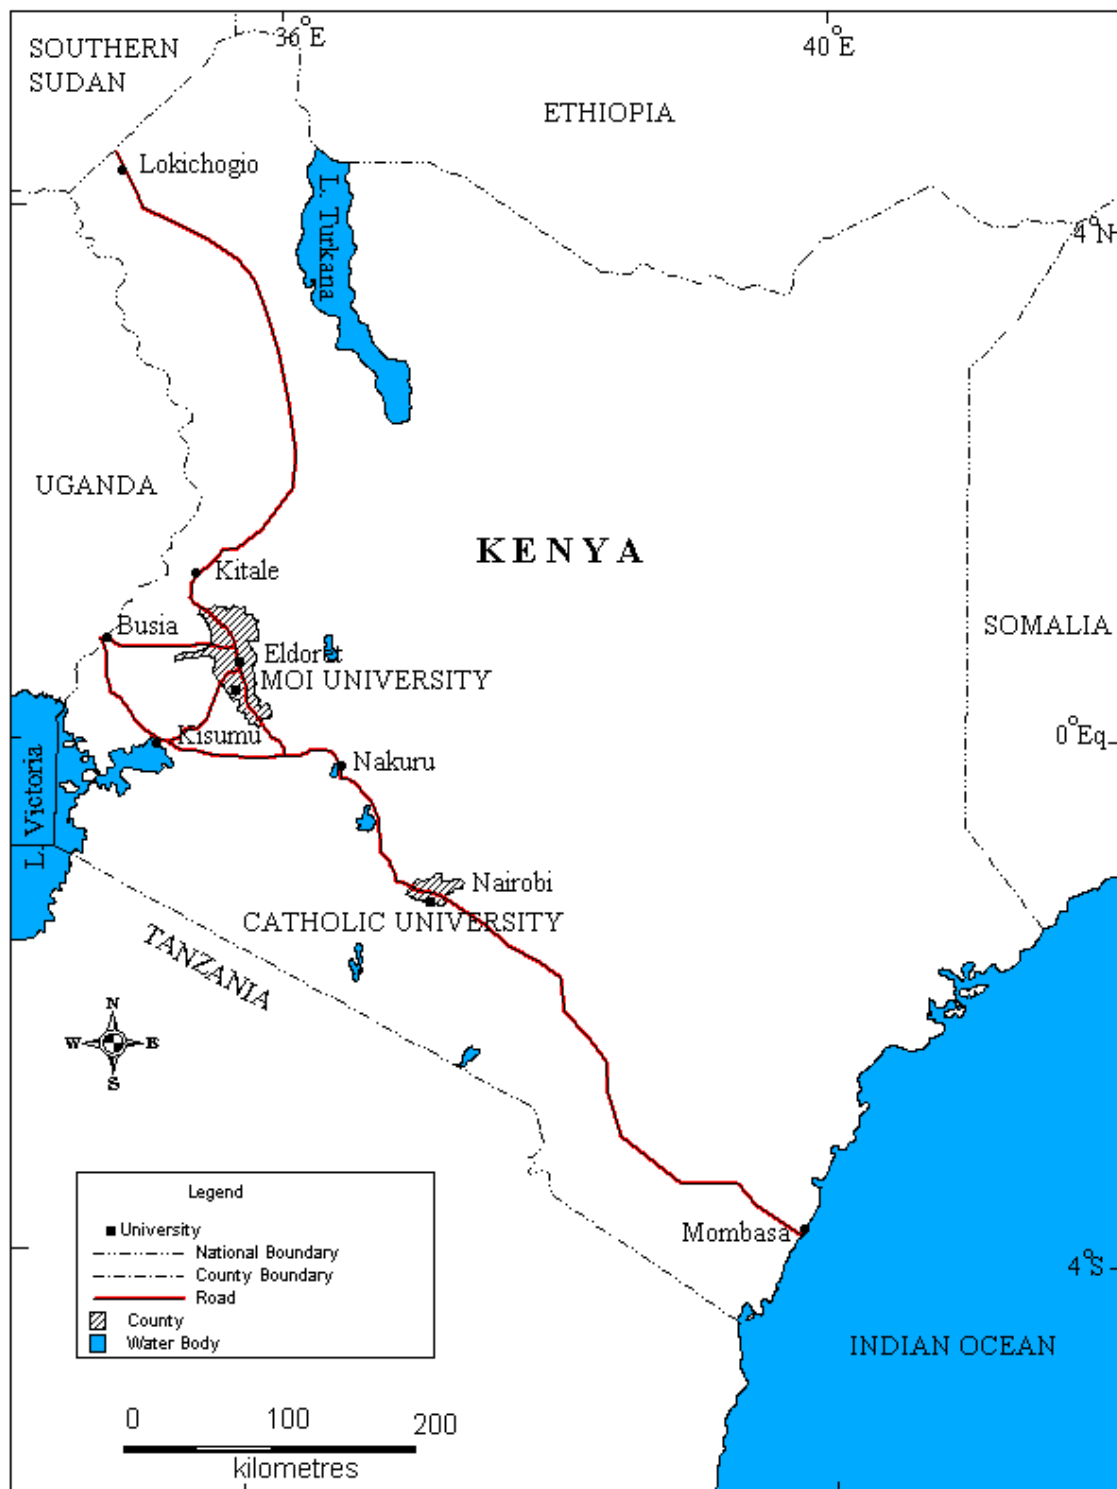 36°E
40°E
SOUTHERN
SUDAN
ETHIOPIA
Lokichogio
L. Turkana
4°N
UGANDA
KENYA
Kitale
Busia
SOMALIA
Eldoret
MOI UNIVERSITY
Kisumu
0°Eq
Nakuru
L. Victoria
Nairobi
CATHOLIC UNIVERSITY
TANZANIA
N
W
E
S
Legend
University
National Boundary
County Boundary
Road
County
Water Body
Mombasa
4°S
INDIAN OCEAN
0 100 200
kilometres